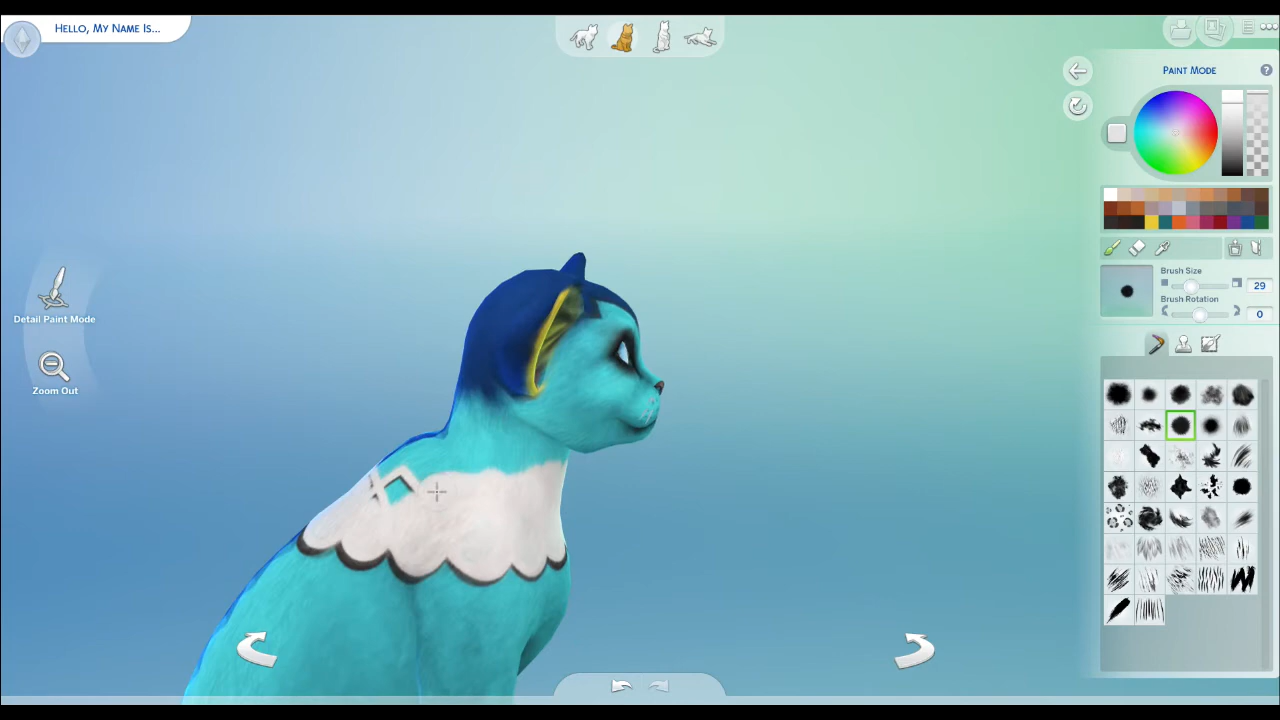 HELLO, MY NAME IS...
PAINT MODE
?
Brush Size
29
Brush Rotation
0
Detail Paint Mode
Zoom Out